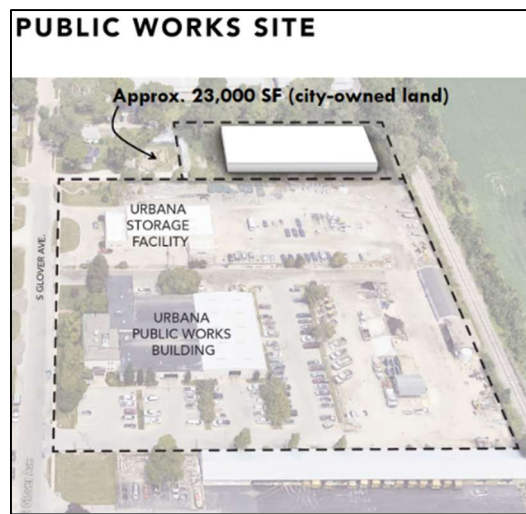 PUBLIC WORKS SITE
Approx. 23,000 SF (city-owned land)
URBANA
STORAGE
FACILITY
S GLOVER AVE.
URBANA
PUBLIC WORKS
BUILDING